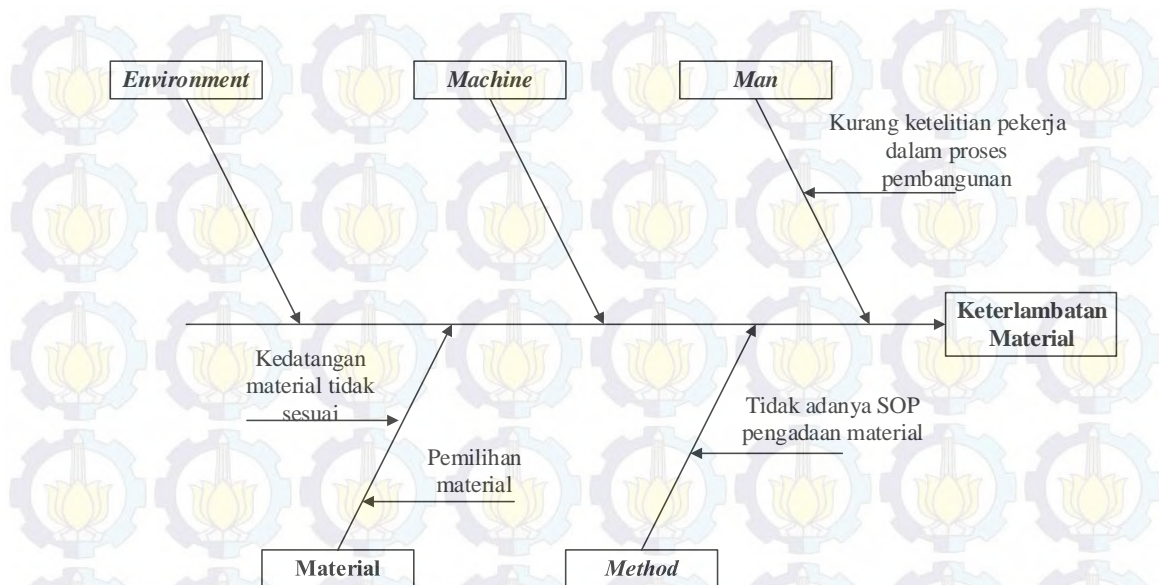 Environment
Machine
Man
Kurang ketelitian pekerja
dalam proses
pembangunan
Keterlambatan
Material
Kedatangan
material tidak
sesuai
Tidak adanya SOP
pengadaan material
Pemilihan
material
Material
Method